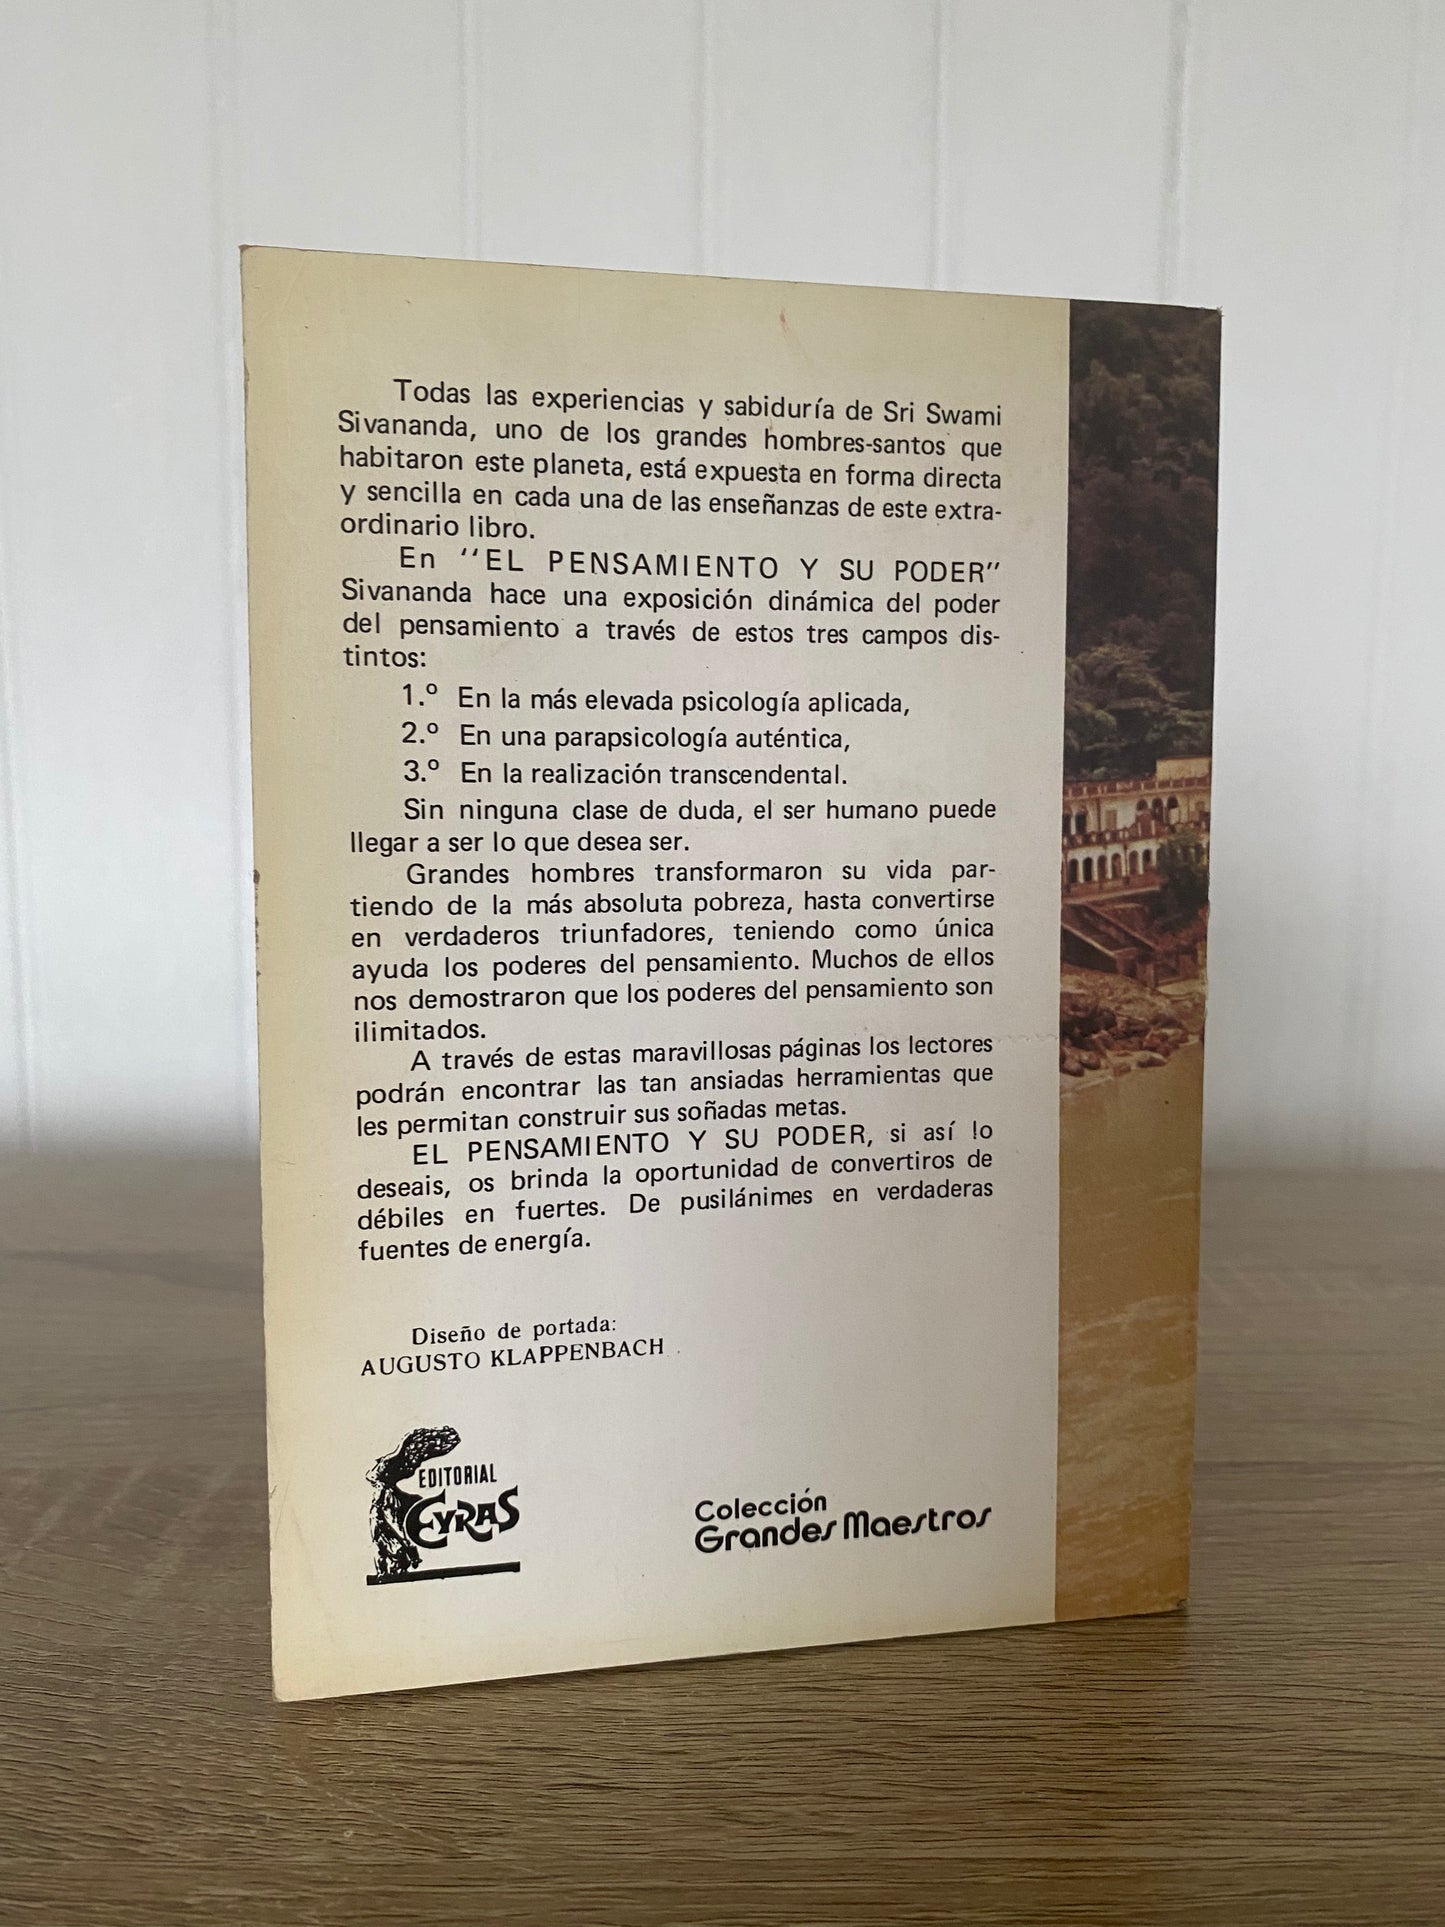 Todas las experiencias y sabiduría de Sri Swami
Sivananda, uno de los grandes hombres-santos que
habitaron este planeta, está expuesta en forma directa
y sencilla en cada una de las enseñanzas de este extra-
ordinario libro.
En "EL PENSAMIENTO Y SU PODER"
Sivananda hace una exposición dinámica del poder
del pensamiento a través de estos tres campos dis-
tintos:
1.º En la más elevada psicología aplicada,
2.º En una parapsicología auténtica,
3.º En la realización transcendental.
Sin ninguna clase de duda, el ser humano puede
llegar a ser lo que desea ser.
Grandes hombres transformaron su vida par-
tiendo de la más absoluta pobreza, hasta convertirse
en verdaderos triunfadores, teniendo como única
ayuda los poderes del pensamiento. Muchos de ellos
nos demostraron que los poderes del pensamiento son
ilimitados.
A través de estas maravillosas páginas los lectores
podrán encontrar las tan ansiadas herramientas que
les permitan construir sus soñadas metas.
EL PENSAMIENTO Y SU PODER, si así lo
deseais, os brinda la oportunidad de convertiros de
débiles en fuertes. De pusilánimes en verdaderas
fuentes de energía.
Diseño de portada:
AUGUSTO KLAPPENBACH
EDITORIAL
EYRAS
Colección
Grandes Maestros